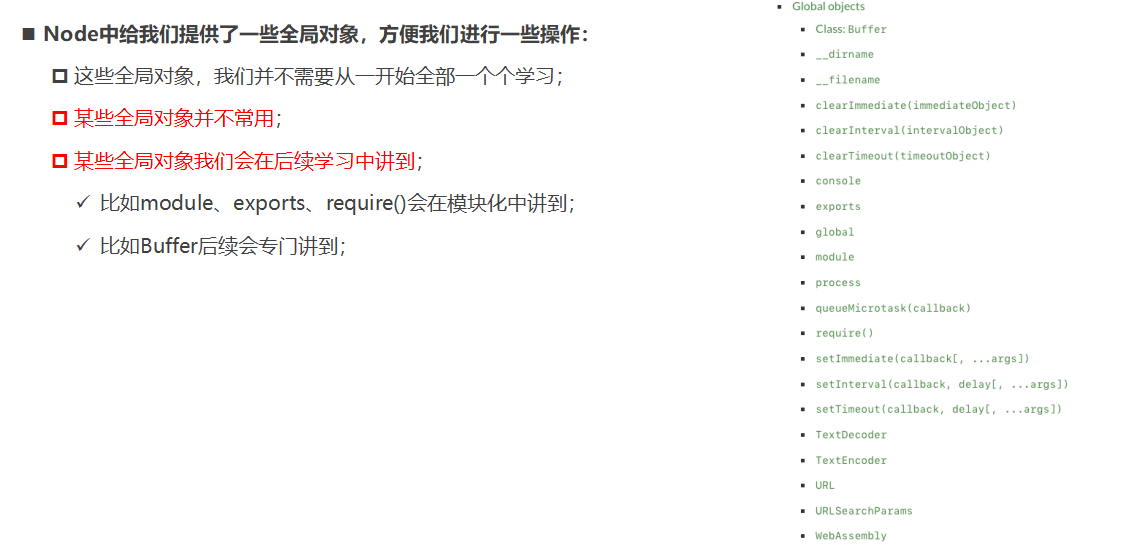 Node中给我们提供了一些全局对象，方便我们进行一些操作：
这些全局对象，我们并不需要从一开始全部一个个学习；
某些全局对象并不常用；
某些全局对象我们会在后续学习中讲到；
比如module、exports、require()会在模块化中讲到；
比如Buffer后续会专门讲到；
Global objects
Class: Buffer
__dirname
__filename
clearImmediate(immediateObject)
clearInterval(intervalObject)
clearTimeout(timeoutObject)
console
exports
global
module
process
queueMicrotask(callback)
require()
setImmediate(callback[, ...args])
setInterval(callback, delay[, ...args])
setTimeout(callback, delay[, ...args])
TextDecoder
TextEncoder
URL
URLSearchParams
WebAssembly